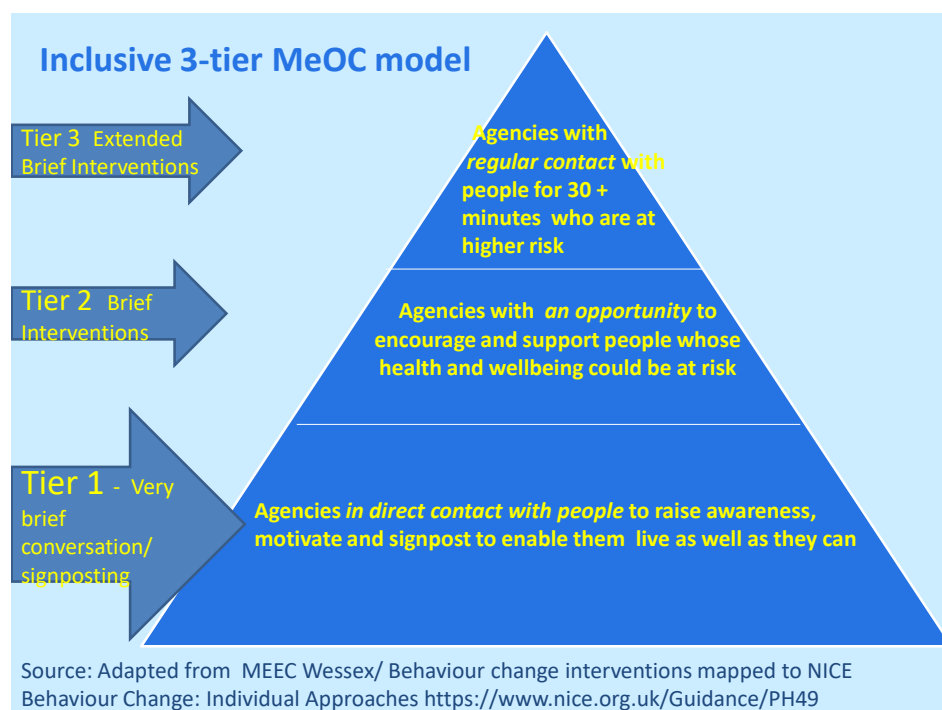 Inclusive 3-tier MeOC model
Tier 3 Extended
Brief Interventions
Agencies with
regular contact with
people for 30 +
minutes who are at
higher risk
Tier 2 Brief
Interventions
Agencies with an opportunity to
encourage and support people whose
health and wellbeing could be at risk
Tier 1 - Very
brief
conversation/
signposting
Agencies in direct contact with people to raise awareness,
motivate and signpost to enable them live as well as they can
Source: Adapted from MEEC Wessex/ Behaviour change interventions mapped to NICE
Behaviour Change: Individual Approaches https://www.nice.org.uk/Guidance/PH49